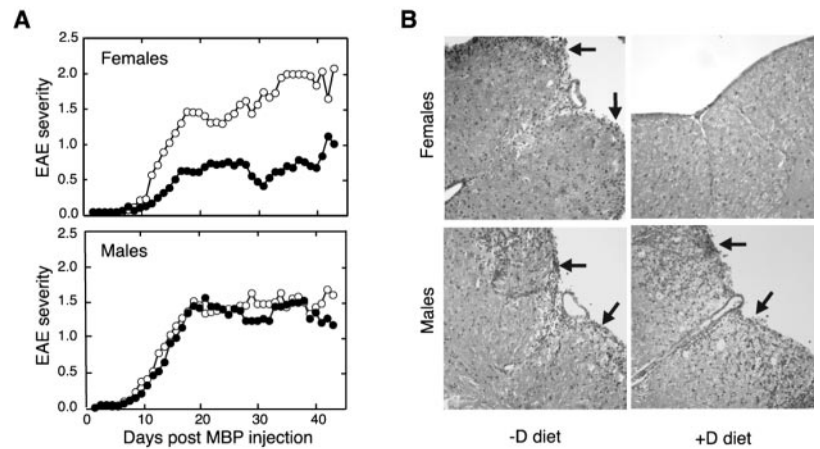 A
Females
EAE severity
2.5
2.0
1.5
1.0
0.5
0.0
Males
EAE severity
2.5
2.0
1.5
1.0
0.5
0.0
0 10 20 30 40
Days post MBP injection
B
Females
Males
-D diet
+D diet